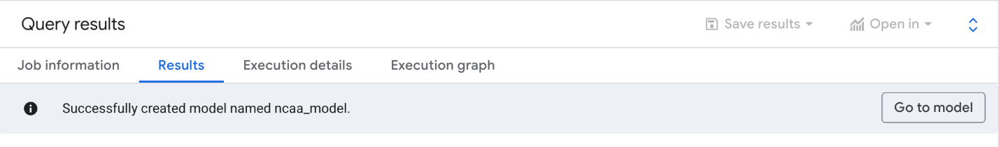 Query results
Save results
Open in
Job information
Results
Execution details
Execution graph
Successfully created model named ncaa_model.
Go to model